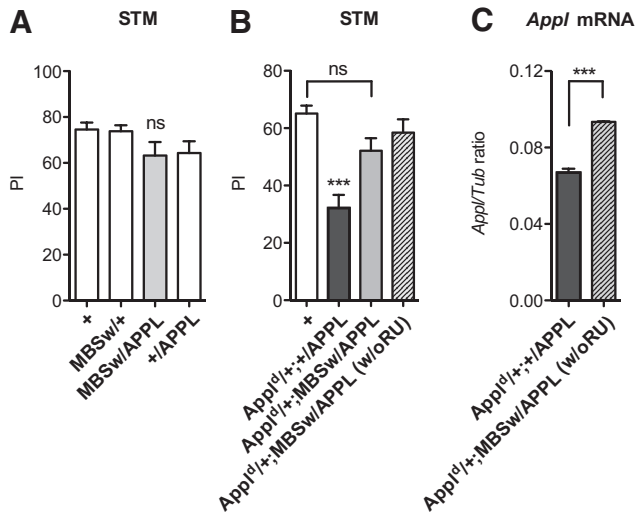 A
STM
PI
100
80
60
40
20
0
ns
+
MBSw/+
MBSw/APPL
+/APPL
B
STM
PI
80
60
40
20
0
ns
***
+
Appl^d/+;+/APPL
Appl^d/+;MBSw/APPL
Appl^d/+;MBSw/APPL (w/oRU)
C
Appl mRNA
Appl/Tub ratio
0.12
0.08
0.04
0.00
***
Appl^d/+;+/APPL
Appl^d/+;MBSw/APPL (w/oRU)